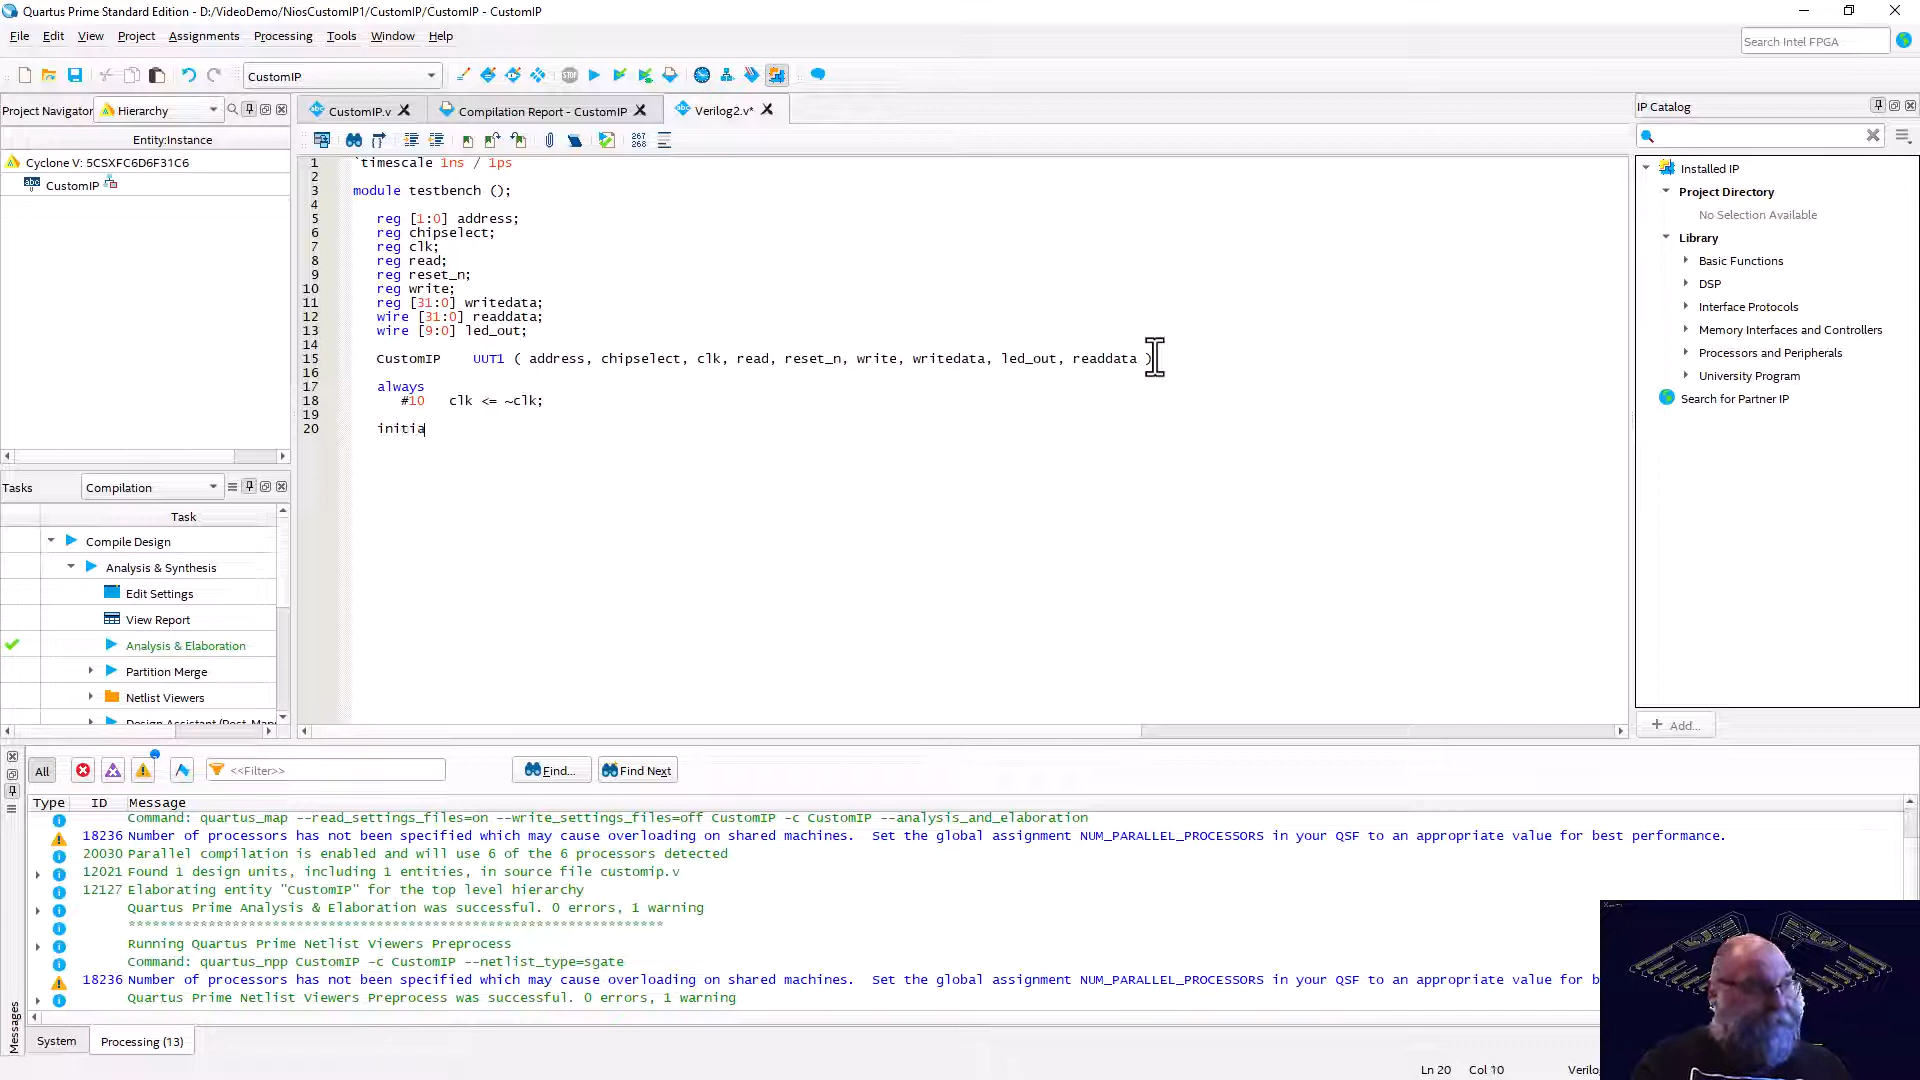 Quartus Prime Standard Edition - D:/VideoDemo/NiosCustomIP1/CustomIP/CustomIP - CustomIP
File Edit View Project Assignments Processing Tools Window Help
Search Intel FPGA
CustomIP
Project Navigator Hierarchy
Entity:Instance
Cyclone V: 5CSXFC6D6F31C6
CustomIP
Tasks Compilation
Task
Compile Design
Analysis & Synthesis
Edit Settings
View Report
Analysis & Elaboration
Partition Merge
Netlist Viewers
Design Assistant (Post-Map
CustomIP.v Compilation Report - CustomIP Verilog2.v*
267
268
1 `timescale 1ns / 1ps
2
3 module testbench ();
4
5 reg [1:0] address;
6 reg chipselect;
7 reg clk;
8 reg read;
9 reg reset_n;
10 reg write;
11 reg [31:0] writedata;
12 wire [31:0] readdata;
13 wire [9:0] led_out;
14
15 CustomIP UUT1 ( address, chipselect, clk, read, reset_n, write, writedata, led_out, readdata )
16
17 always
18 #10 clk <= ~clk;
19
20 initia
IP Catalog
Installed IP
Project Directory
No Selection Available
Library
Basic Functions
DSP
Interface Protocols
Memory Interfaces and Controllers
Processors and Peripherals
University Program
Search for Partner IP
+ Add...
All <<Filter>> Find... Find Next
Type ID Message
Command: quartus_map --read_settings_files=on --write_settings_files=off CustomIP -c CustomIP --analysis_and_elaboration
18236 Number of processors has not been specified which may cause overloading on shared machines. Set the global assignment NUM_PARALLEL_PROCESSORS in your QSF to an appropriate value for best performance.
20030 Parallel compilation is enabled and will use 6 of the 6 processors detected
12021 Found 1 design units, including 1 entities, in source file customip.v
12127 Elaborating entity "CustomIP" for the top level hierarchy
Quartus Prime Analysis & Elaboration was successful. 0 errors, 1 warning
*******************************************************************
Running Quartus Prime Netlist Viewers Preprocess
Command: quartus_npp CustomIP -c CustomIP --netlist_type=sgate
18236 Number of processors has not been specified which may cause overloading on shared machines. Set the global assignment NUM_PARALLEL_PROCESSORS in your QSF to an appropriate value for b
Quartus Prime Netlist Viewers Preprocess was successful. 0 errors, 1 warning
Messages
System Processing (13)
Ln 20 Col 10 Verilo